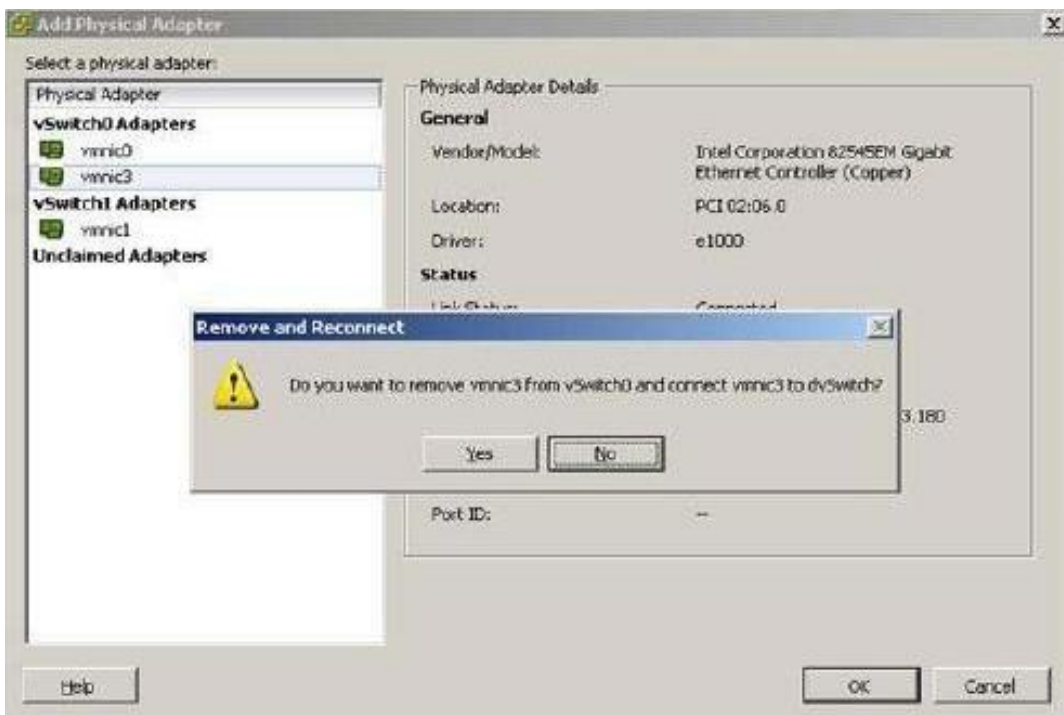 Add Physical Adapter
Select a physical adapter:
Physical Adapter
vSwitch0 Adapters
vmnic0
vmnic3
vSwitch1 Adapters
vmnic1
Unclaimed Adapters
Physical Adapter Details
General
Vendor/Model:
Intel Corporation 82545EM Gigabit
Ethernet Controller (Copper)
Location:
PCI 02:06.0
Driver:
e1000
Status
Link Status:
Connected
Remove and Reconnect
Do you want to remove vmnic3 from vSwitch0 and connect vmnic3 to dvSwitch?
Yes
No
3.180
Port ID:
--
Help
OK
Cancel